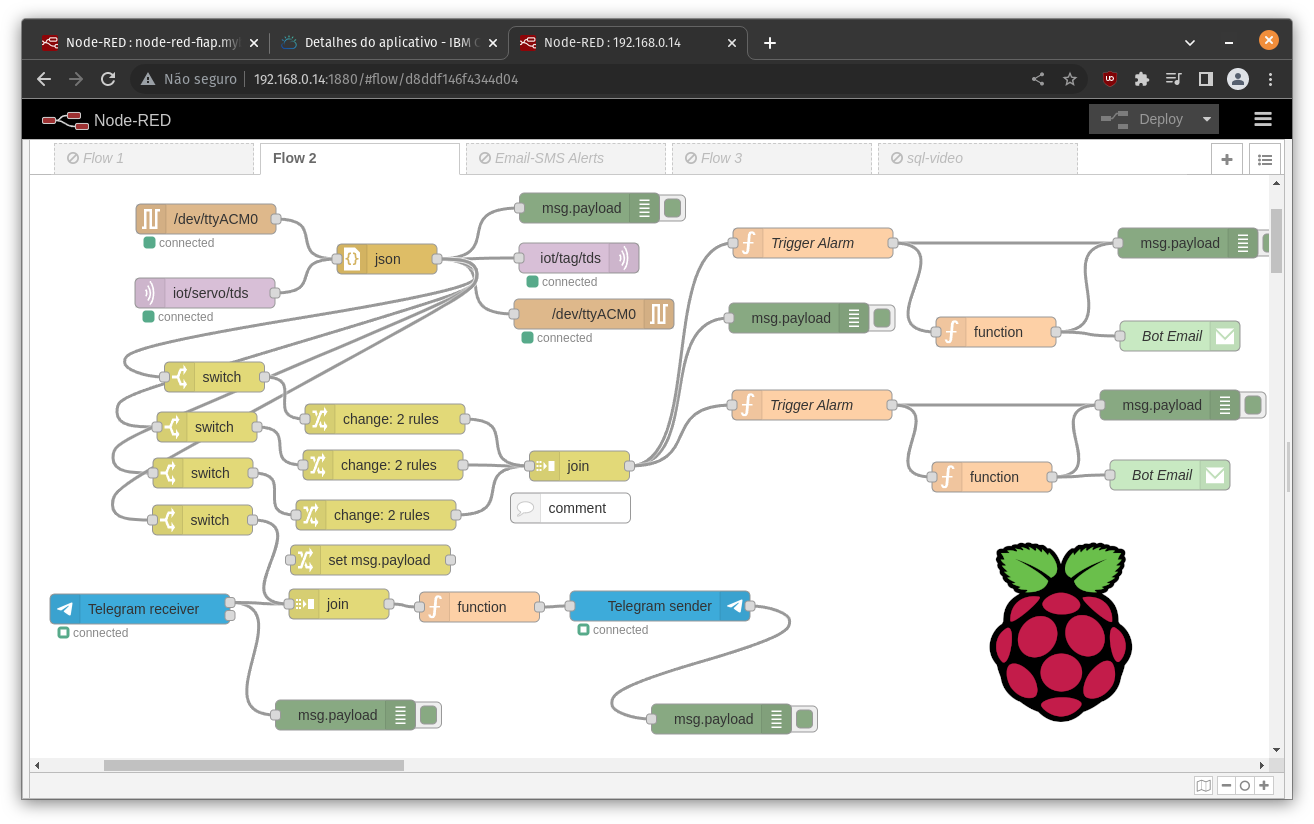 Node-RED : node-red-fiap.my
Detalhes do aplicativo - IBM C
Node-RED : 192.168.0.14
Não seguro
192.168.0.14:1880/#flow/d8ddf146f4344d04
Node-RED
Deploy
Flow 1
Flow 2
Email-SMS Alerts
Flow 3
sql-video
/dev/ttyACM0
connected
iot/servo/tds
connected
json
msg.payload
iot/tag/tds
connected
/dev/ttyACM0
connected
Trigger Alarm
msg.payload
msg.payload
function
Bot Email
Trigger Alarm
msg.payload
function
Bot Email
switch
switch
switch
switch
change: 2 rules
change: 2 rules
change: 2 rules
join
comment
set msg.payload
Telegram receiver
connected
join
function
Telegram sender
connected
msg.payload
msg.payload